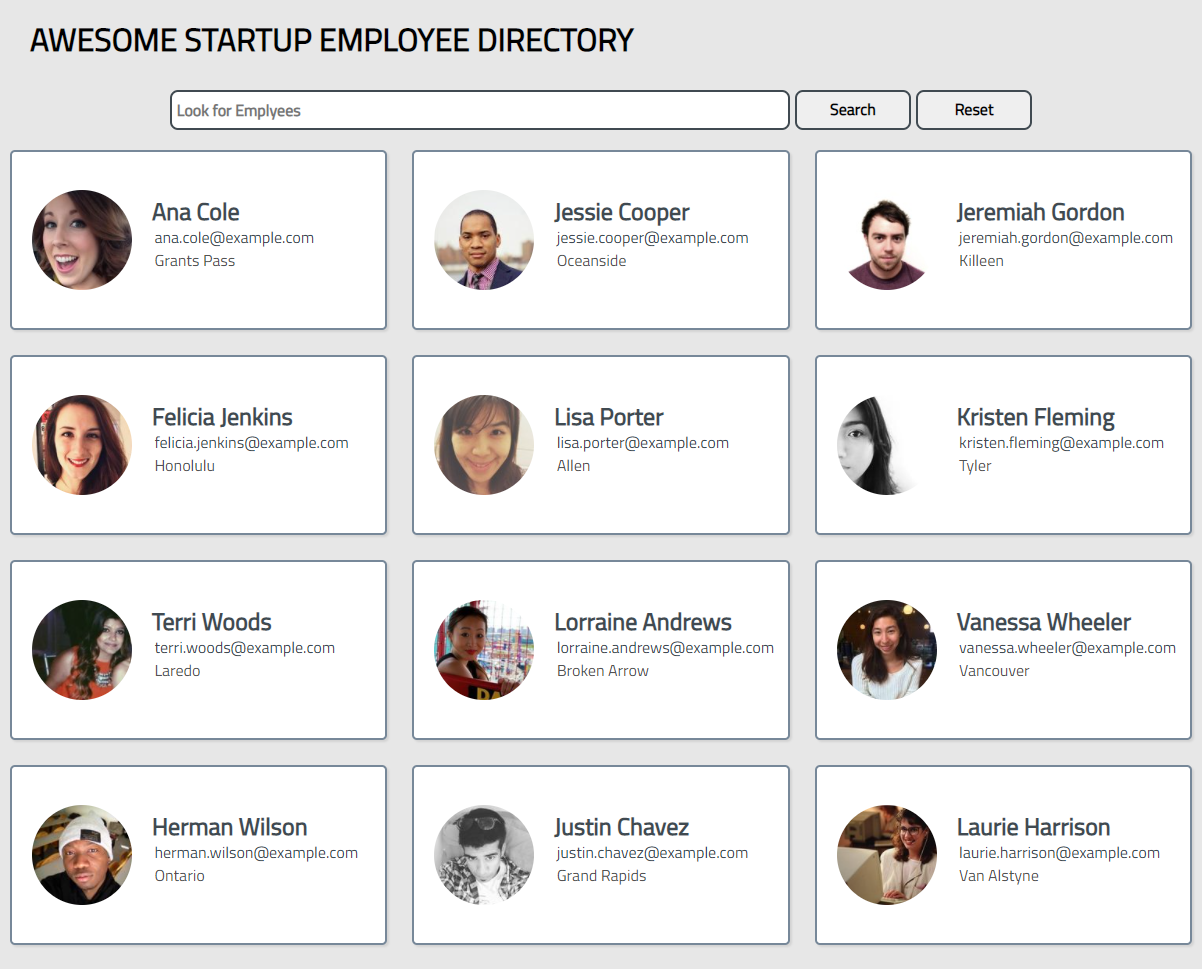 AWESOME STARTUP EMPLOYEE DIRECTORY
Look for Emplyees
Search
Reset
Ana Cole
ana.cole@example.com
Grants Pass
Jessie Cooper
jessie.cooper@example.com
Oceanside
Jeremiah Gordon
jeremiah.gordon@example.com
Killeen
Felicia Jenkins
felicia.jenkins@example.com
Honolulu
Lisa Porter
lisa.porter@example.com
Allen
Kristen Fleming
kristen.fleming@example.com
Tyler
Terri Woods
terri.woods@example.com
Laredo
Lorraine Andrews
lorraine.andrews@example.com
Broken Arrow
Vanessa Wheeler
vanessa.wheeler@example.com
Vancouver
Herman Wilson
herman.wilson@example.com
Ontario
Justin Chavez
justin.chavez@example.com
Grand Rapids
Laurie Harrison
laurie.harrison@example.com
Van Alstyne